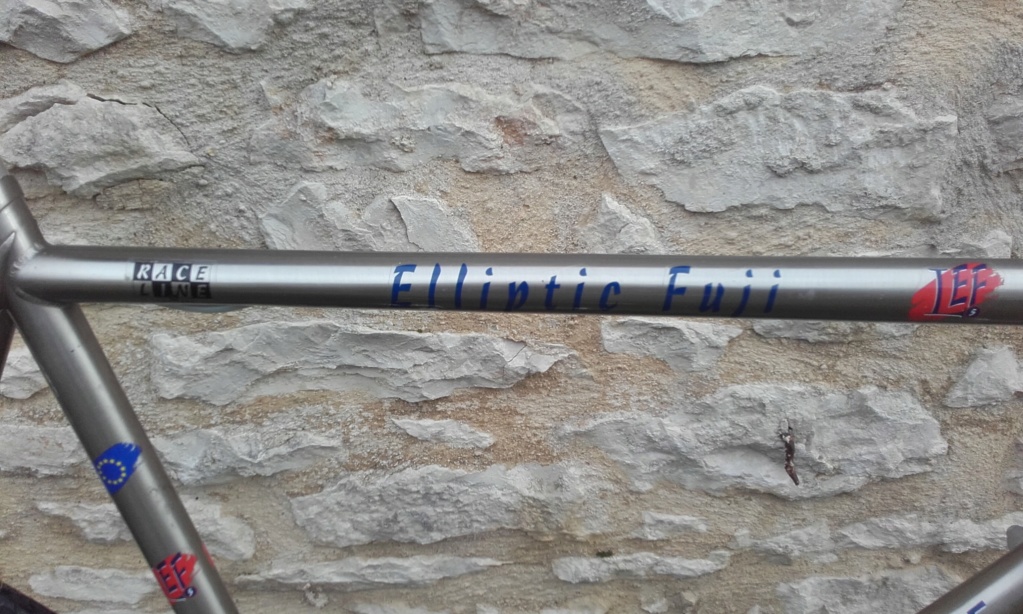 RACE
LINE
Elliptic Fuji
LEF
s
LEF
s